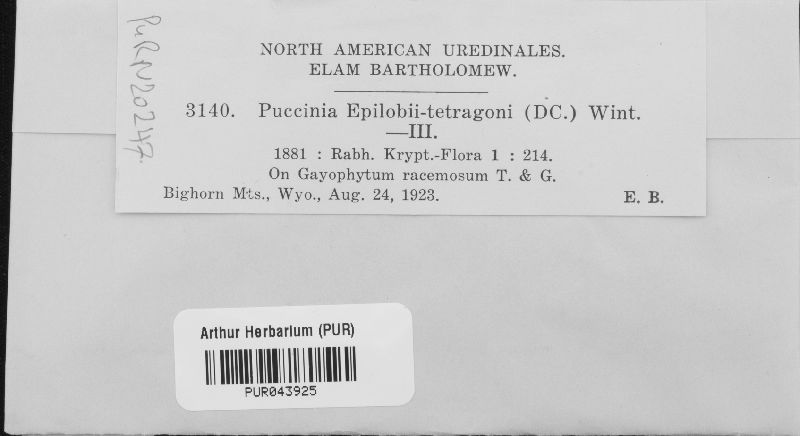 PuRN20247
NORTH AMERICAN UREDINALES.
ELAM BARTHOLOMEW.
3140. Puccinia Epilobii-tetragoni (DC.) Wint.
—III.
1881 : Rabh. Krypt.-Flora 1 : 214.
On Gayophytum racemosum T. & G.
Bighorn Mts., Wyo., Aug. 24, 1923. E. B.
Arthur Herbarium (PUR)
PUR043925